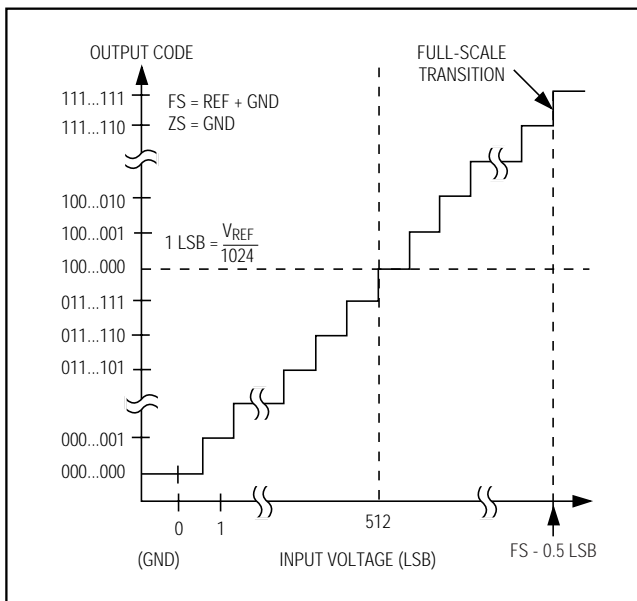 OUTPUT CODE
FULL-SCALE
TRANSITION
111...111
111...110
FS = REF + GND
ZS = GND
100...010
100...001
100...000
1 LSB = VREF
1024
011...111
011...110
011...101
000...001
000...000
0
1
512
(GND)
INPUT VOLTAGE (LSB)
FS - 0.5 LSB